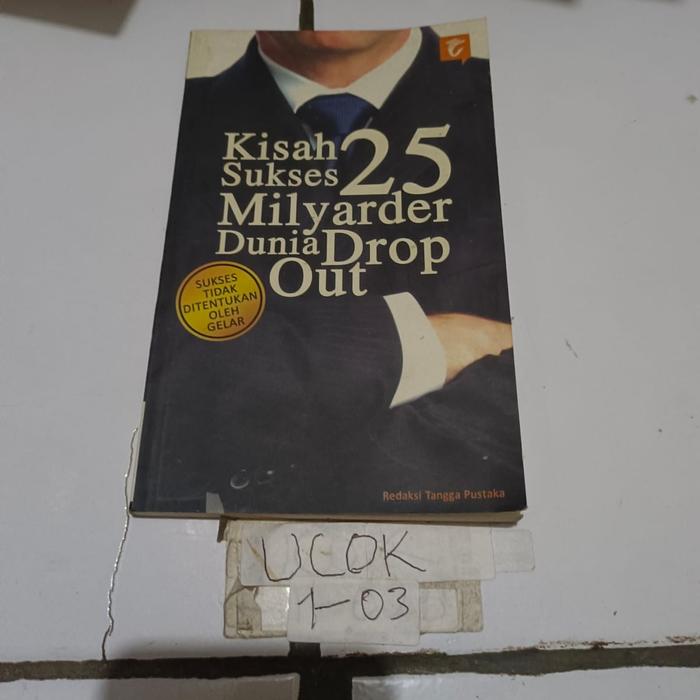 Kisah 25
Sukses
Milyarder
Dunia Drop
Out
SUKSES
TIDAK
DITENTUKAN
OLEH
GELAR
Redaksi Tangga Pustaka
UCOK
1-03